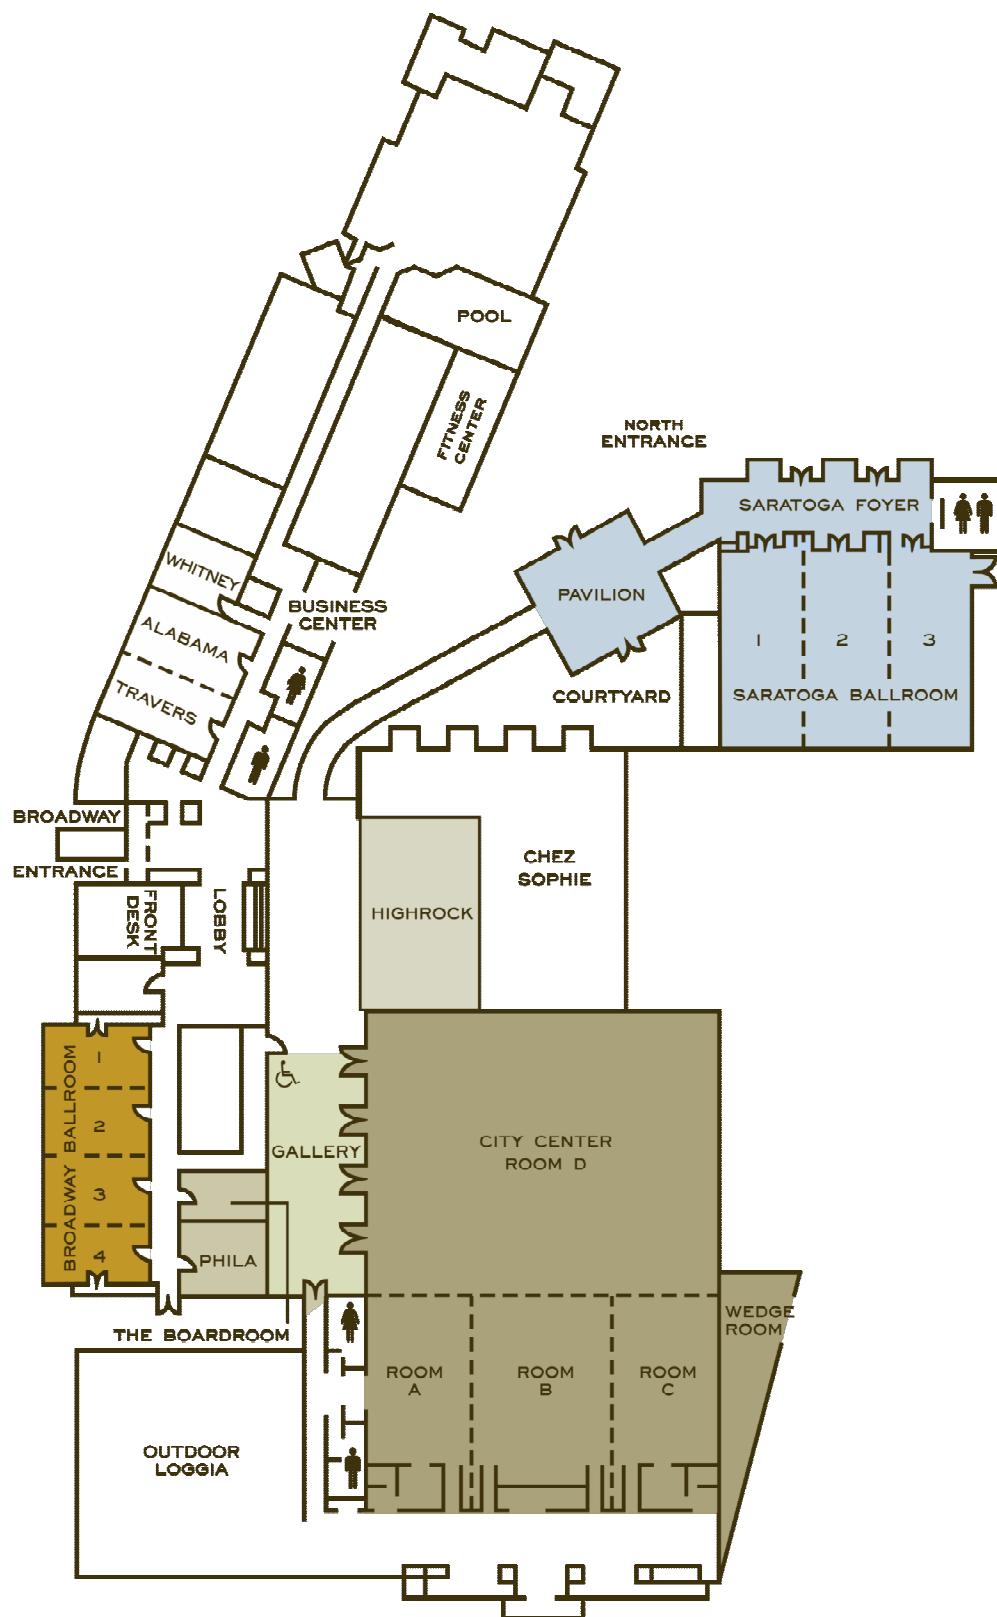 POOL
FITNESS
CENTER
NORTH
ENTRANCE
SARATOGA FOYER
WHITNEY
BUSINESS
CENTER
PAVILION
ALABAMA
1
2
3
TRAVERS
COURTYARD
SARATOGA BALLROOM
BROADWAY
ENTRANCE
CHEZ
SOPHIE
FRONT
DESK
LOBBY
HIGHROCK
BROADWAY BALLROOM
1
2
3
4
GALLERY
CITY CENTER
ROOM D
PHILA
THE BOARDROOM
WEDGE
ROOM
ROOM
A
ROOM
B
ROOM
C
OUTDOOR
LOGGIA